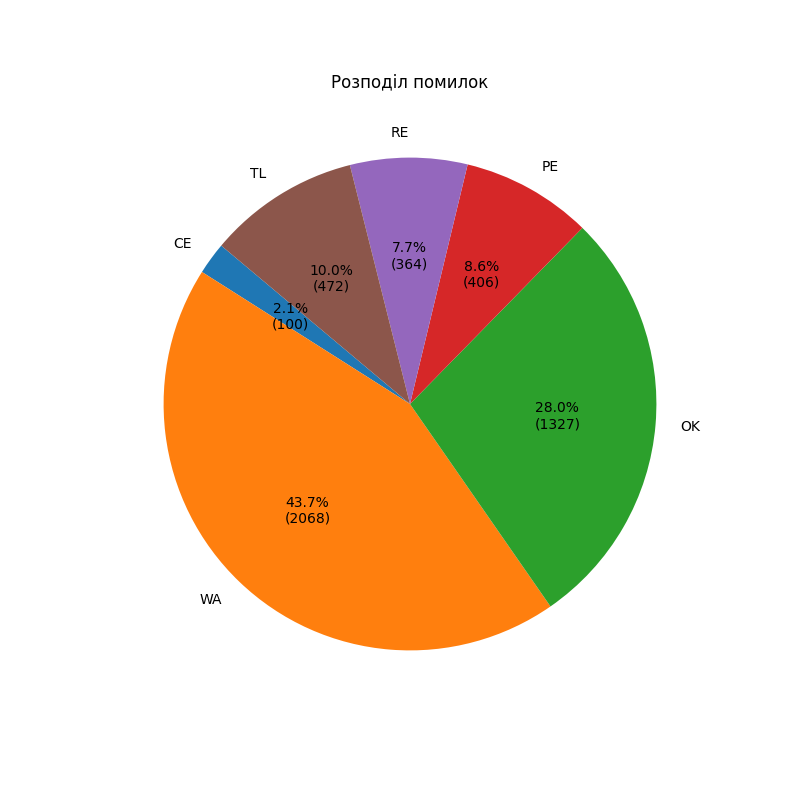 Розподіл помилок
RE
PE
TL
CE
7.7%
(364)
8.6%
(406)
10.0%
(472)
2.1%
(100)
28.0%
(1327)
OK
43.7%
(2068)
WA